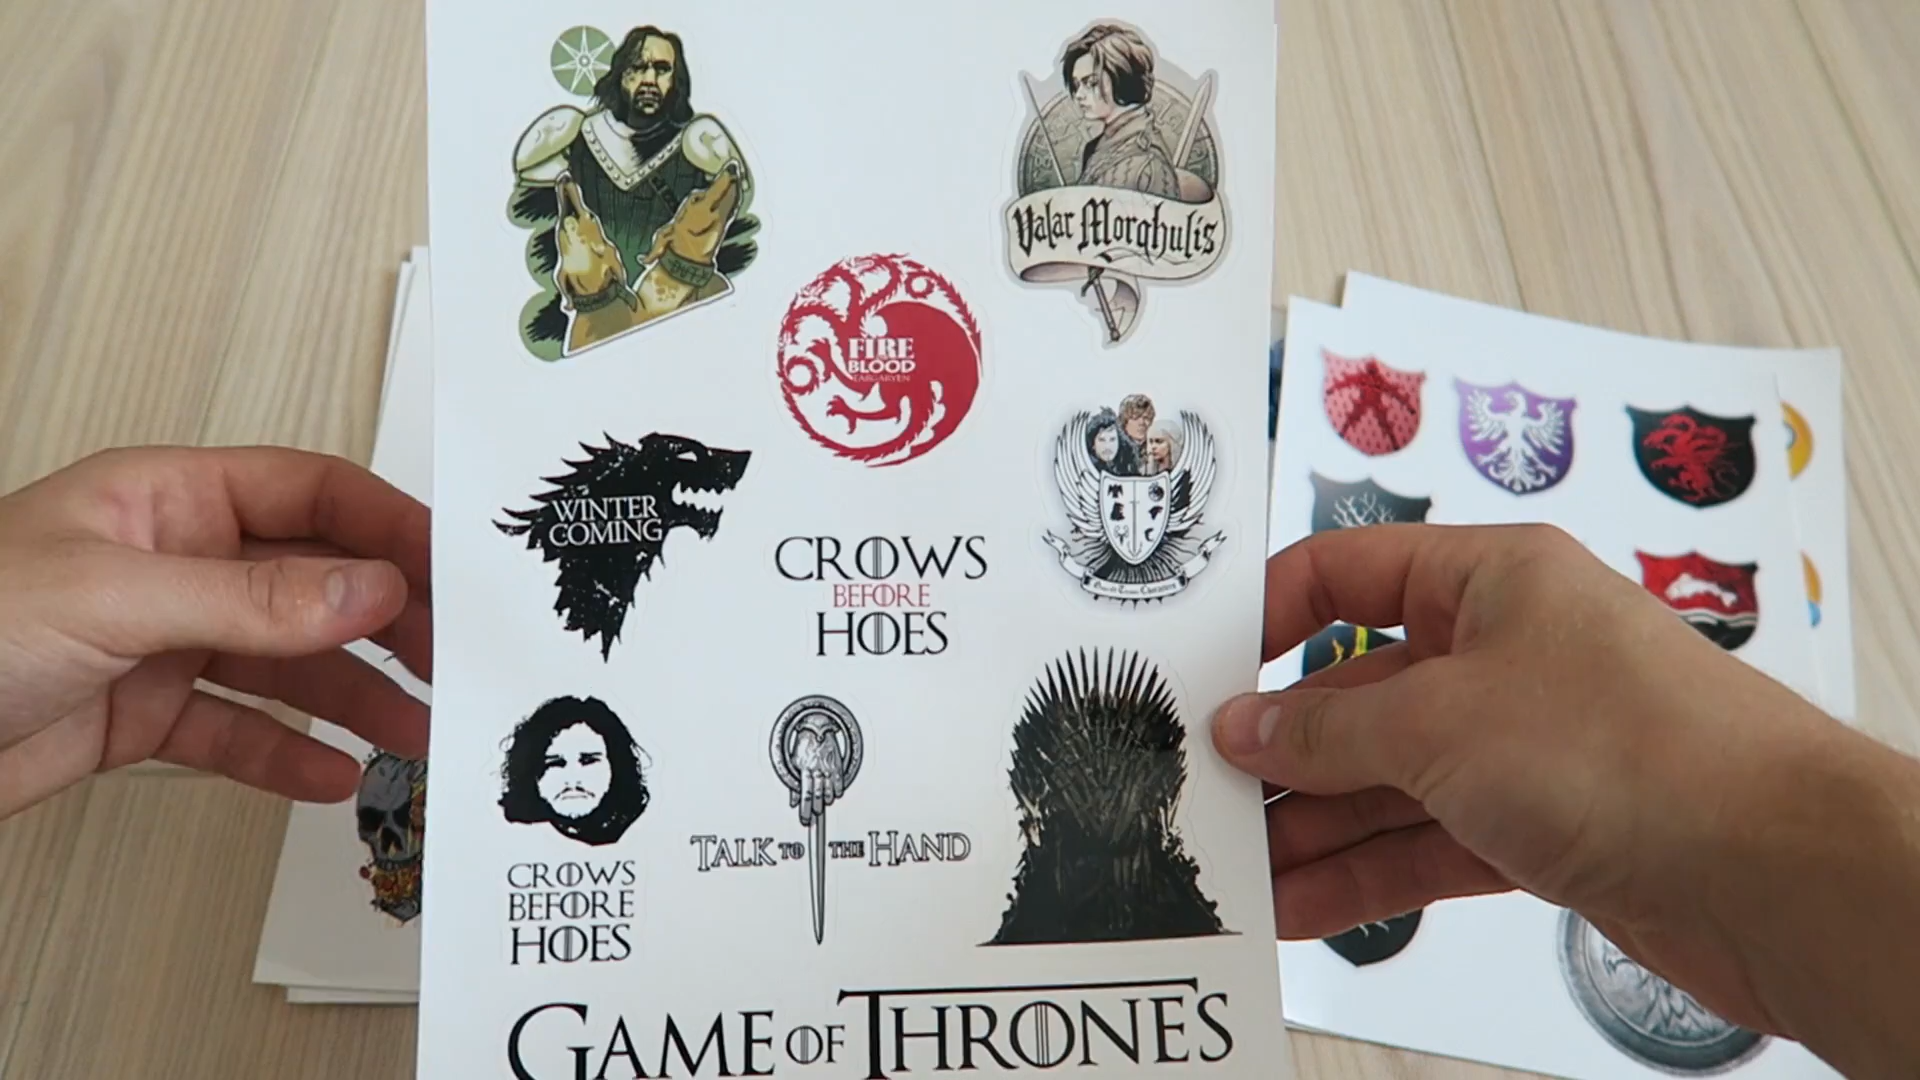 Valar Morghulis
FIRE
BLOOD
TARGARYEN
WINTER
COMING
CROWS
BEFORE
HOES
CROWS
BEFORE
HOES
TALK TO THE HAND
GAME OF THRONES